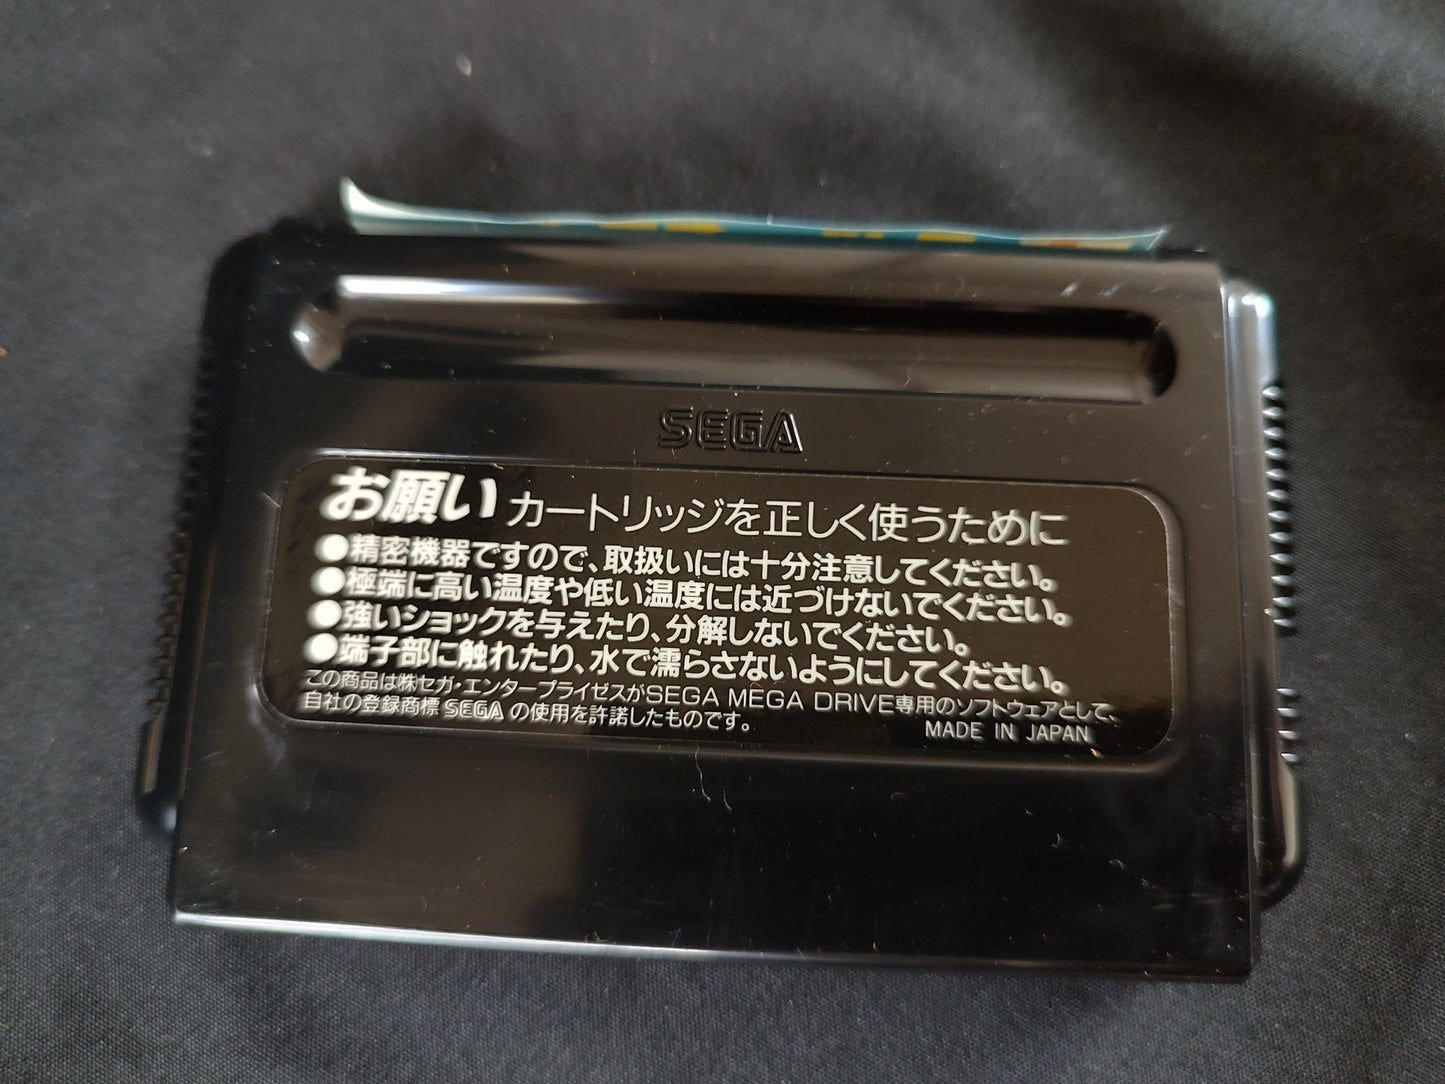 SEGA
お願い カートリッジを正しく使うために
●精密機器ですので、取扱いには十分注意してください。
●極端に高い温度や低い温度には近づけないでください。
●強いショックを与えたり、分解しないでください。
●端子部に触れたり、水で濡らさないようにしてください。
この商品は㈱セガ・エンタープライゼスがSEGA MEGA DRIVE専用のソフトウェアとして、
自社の登録商標 SEGA の使用を許諾したものです。
MADE IN JAPAN